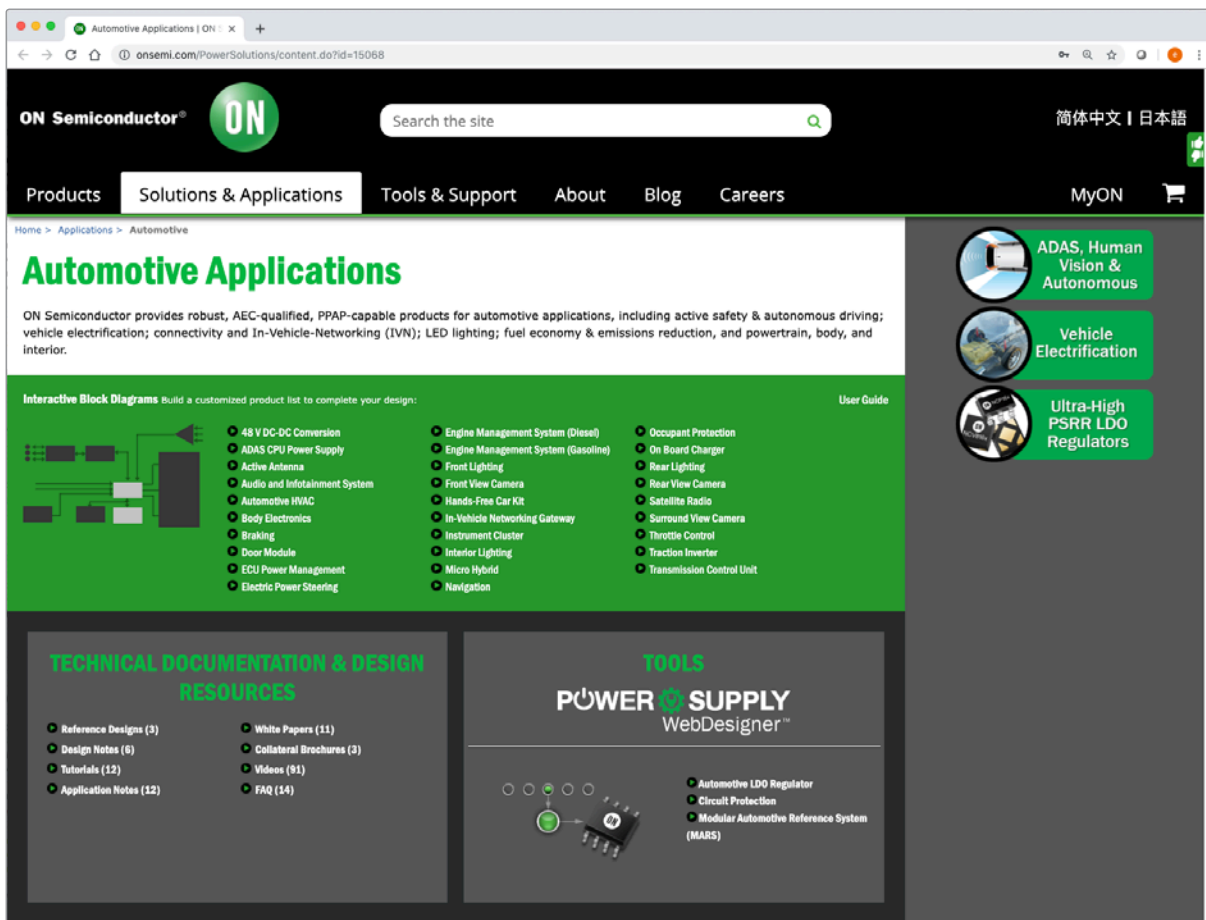 Automotive Applications | ON
onsemi.com/PowerSolutions/content.do?id=15068
ON Semiconductor®
ON
Search the site
简体中文 | 日本語
Products
Solutions & Applications
Tools & Support
About
Blog
Careers
MyON
Home > Applications > Automotive
Automotive Applications
ON Semiconductor provides robust, AEC-qualified, PPAP-capable products for automotive applications, including active safety & autonomous driving;
vehicle electrification; connectivity and In-Vehicle-Networking (IVN); LED lighting; fuel economy & emissions reduction, and powertrain, body, and
interior.
ADAS, Human
Vision &
Autonomous
Vehicle
Electrification
Ultra-High
PSRR LDO
Regulators
Interactive Block Diagrams Build a customized product list to complete your design:
User Guide
48 V DC-DC Conversion
ADAS CPU Power Supply
Active Antenna
Audio and Infotainment System
Automotive HVAC
Body Electronics
Braking
Door Module
ECU Power Management
Electric Power Steering
Engine Management System (Diesel)
Engine Management System (Gasoline)
Front Lighting
Front View Camera
Hands-Free Car Kit
In-Vehicle Networking Gateway
Instrument Cluster
Interior Lighting
Micro Hybrid
Navigation
Occupant Protection
On Board Charger
Rear Lighting
Rear View Camera
Satellite Radio
Surround View Camera
Throttle Control
Traction Inverter
Transmission Control Unit
TECHNICAL DOCUMENTATION & DESIGN
RESOURCES
Reference Designs (3)
Design Notes (6)
Tutorials (12)
Application Notes (12)
White Papers (11)
Collateral Brochures (3)
Videos (91)
FAQ (14)
TOOLS
POWER SUPPLY
WebDesigner™
ON
Automotive LDO Regulator
Circuit Protection
Modular Automotive Reference System
(MARS)